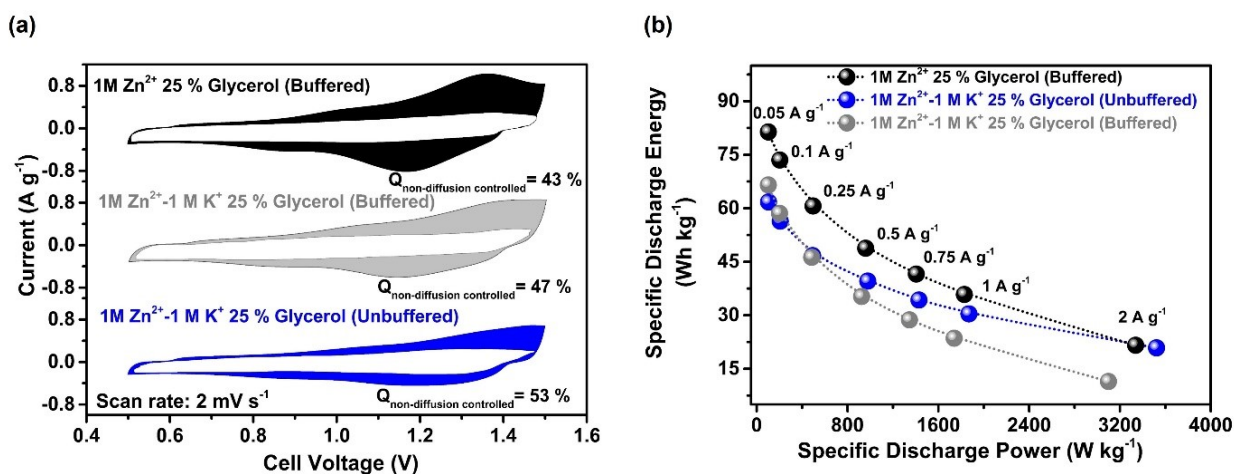 (a)
0.8
0.0
-0.8
0.8
0.0
0.8
0.0
-0.8
Current (A g⁻¹)
1M Zn²⁺ 25 % Glycerol (Buffered)
Q non-diffusion controlled = 43 %
1M Zn²⁺-1 M K⁺ 25 % Glycerol (Buffered)
Q non-diffusion controlled = 47 %
1M Zn²⁺-1 M K⁺ 25 % Glycerol (Unbuffered)
Q non-diffusion controlled = 53 %
Scan rate: 2 mV s⁻¹
0.4 0.6 0.8 1.0 1.2 1.4 1.6
Cell Voltage (V)
(b)
Specific Discharge Energy
(Wh kg⁻¹)
90
75
60
45
30
15
1M Zn²⁺ 25 % Glycerol (Buffered)
1M Zn²⁺-1 M K⁺ 25 % Glycerol (Unbuffered)
1M Zn²⁺-1 M K⁺ 25 % Glycerol (Buffered)
0.05 A g⁻¹
0.1 A g⁻¹
0.25 A g⁻¹
0.5 A g⁻¹
0.75 A g⁻¹
1 A g⁻¹
2 A g⁻¹
0 800 1600 2400 3200 4000
Specific Discharge Power (W kg⁻¹)